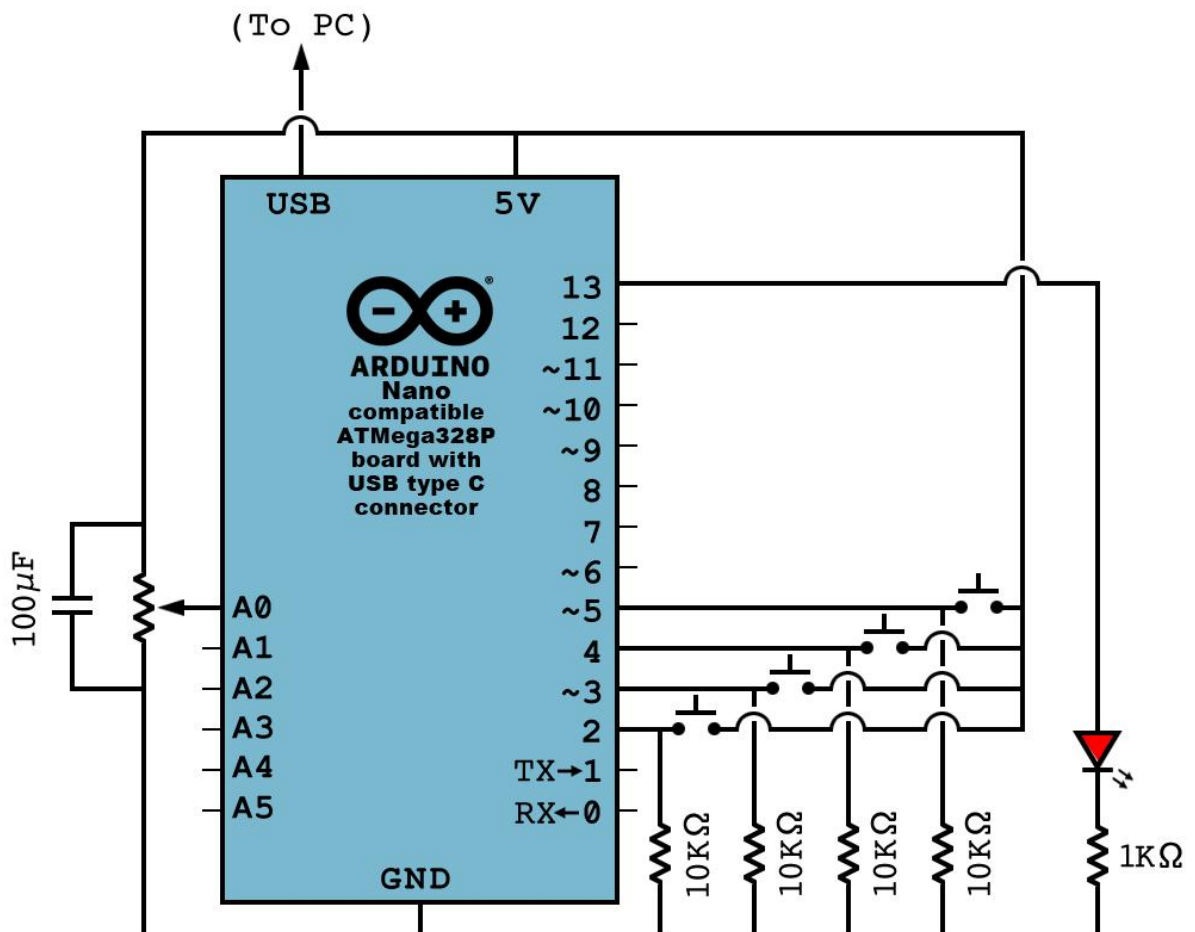 (To PC)
USB
5V
13
12
~11
~10
~9
8
7
~6
~5
4
~3
2
TX→1
RX←0
®
ARDUINO
Nano
compatible
ATMega328P
board with
USB type C
connector
100µF
A0
A1
A2
A3
A4
A5
GND
10KΩ
10KΩ
10KΩ
10KΩ
1KΩ